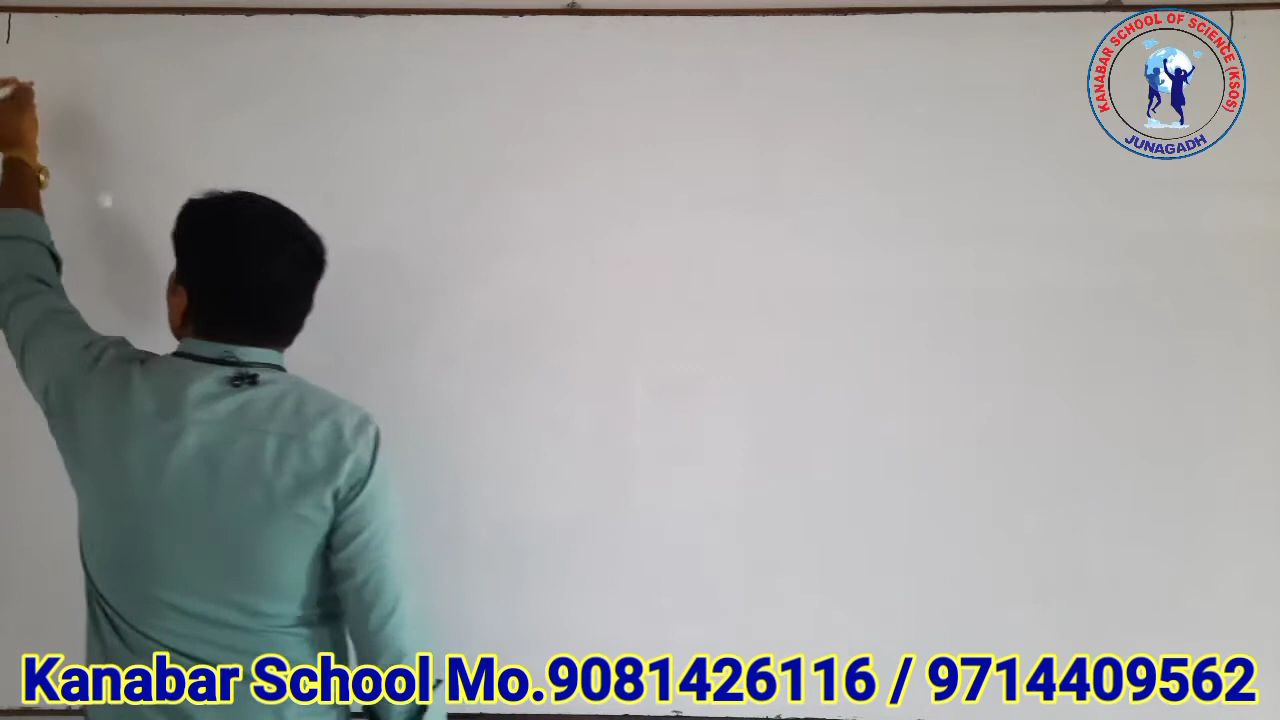 KANABAR SCHOOL OF SCIENCE (KSOS)
JUNAGADH
Kanabar School Mo.9081426116 / 9714409562